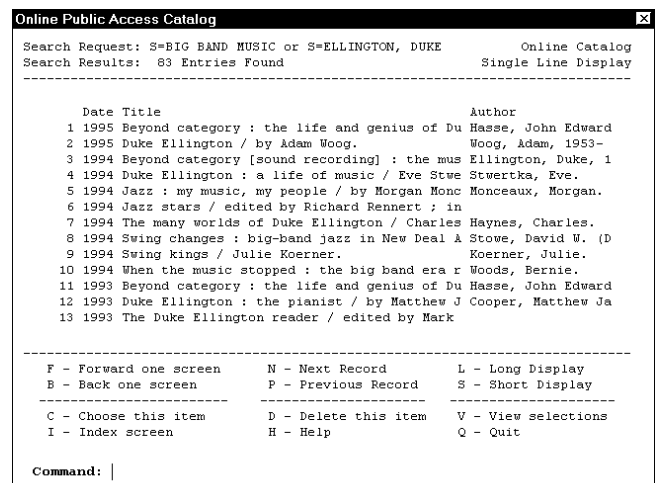 Online Public Access Catalog
Search Request: S=BIG BAND MUSIC or S=ELLINGTON, DUKE Online Catalog
Search Results: 83 Entries Found Single Line Display
Date Title Author
1 1995 Beyond category : the life and genius of Du Hasse, John Edward
2 1995 Duke Ellington / by Adam Woog. Woog, Adam, 1953-
3 1994 Beyond category [sound recording] : the mus Ellington, Duke, 1
4 1994 Duke Ellington : a life of music / Eve Stwe Stwertka, Eve.
5 1994 Jazz : my music, my people / by Morgan Monc Monceaux, Morgan.
6 1994 Jazz stars / edited by Richard Rennert ; in
7 1994 The many worlds of Duke Ellington / Charles Haynes, Charles.
8 1994 Swing changes : big-band jazz in New Deal A Stowe, David W. (D
9 1994 Swing kings / Julie Koerner. Koerner, Julie.
10 1994 When the music stopped : the big band era r Woods, Bernie.
11 1993 Beyond category : the life and genius of Du Hasse, John Edward
12 1993 Duke Ellington : the pianist / by Matthew J Cooper, Matthew Ja
13 1993 The Duke Ellington reader / edited by Mark
F - Forward one screen N - Next Record L - Long Display
B - Back one screen P - Previous Record S - Short Display
C - Choose this item D - Delete this item V - View selections
I - Index screen H - Help Q - Quit
Command: